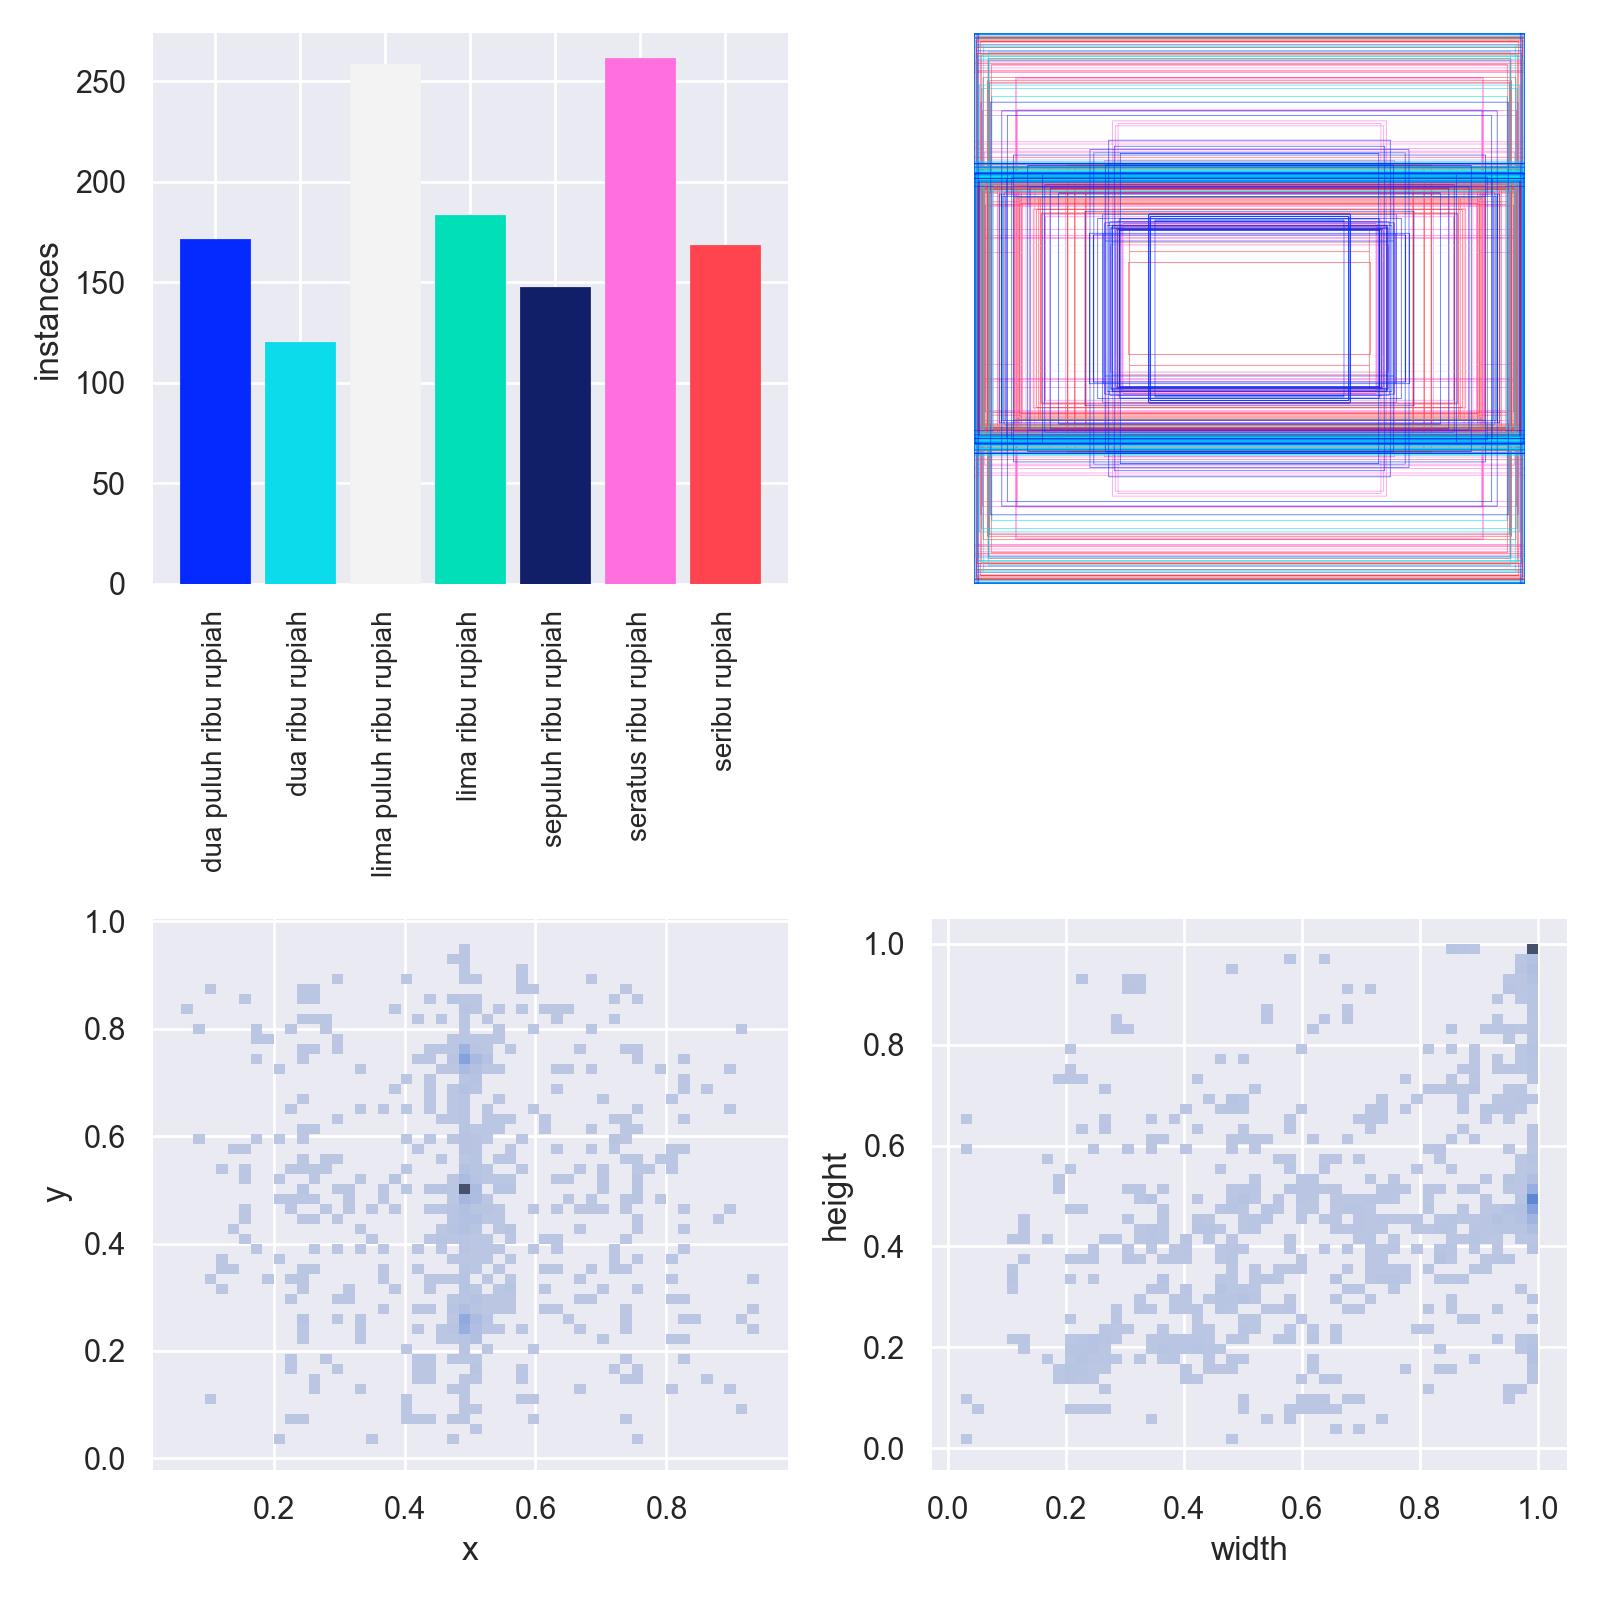 250
200
150
100
50
0
instances
dua puluh ribu rupiah
dua ribu rupiah
lima puluh ribu rupiah
lima ribu rupiah
sepuluh ribu rupiah
seratus ribu rupiah
seribu rupiah
1.0
0.8
0.6
0.4
0.2
0.0
y
0.2 0.4 0.6 0.8
x
1.0
0.8
0.6
0.4
0.2
0.0
height
0.0 0.2 0.4 0.6 0.8 1.0
width